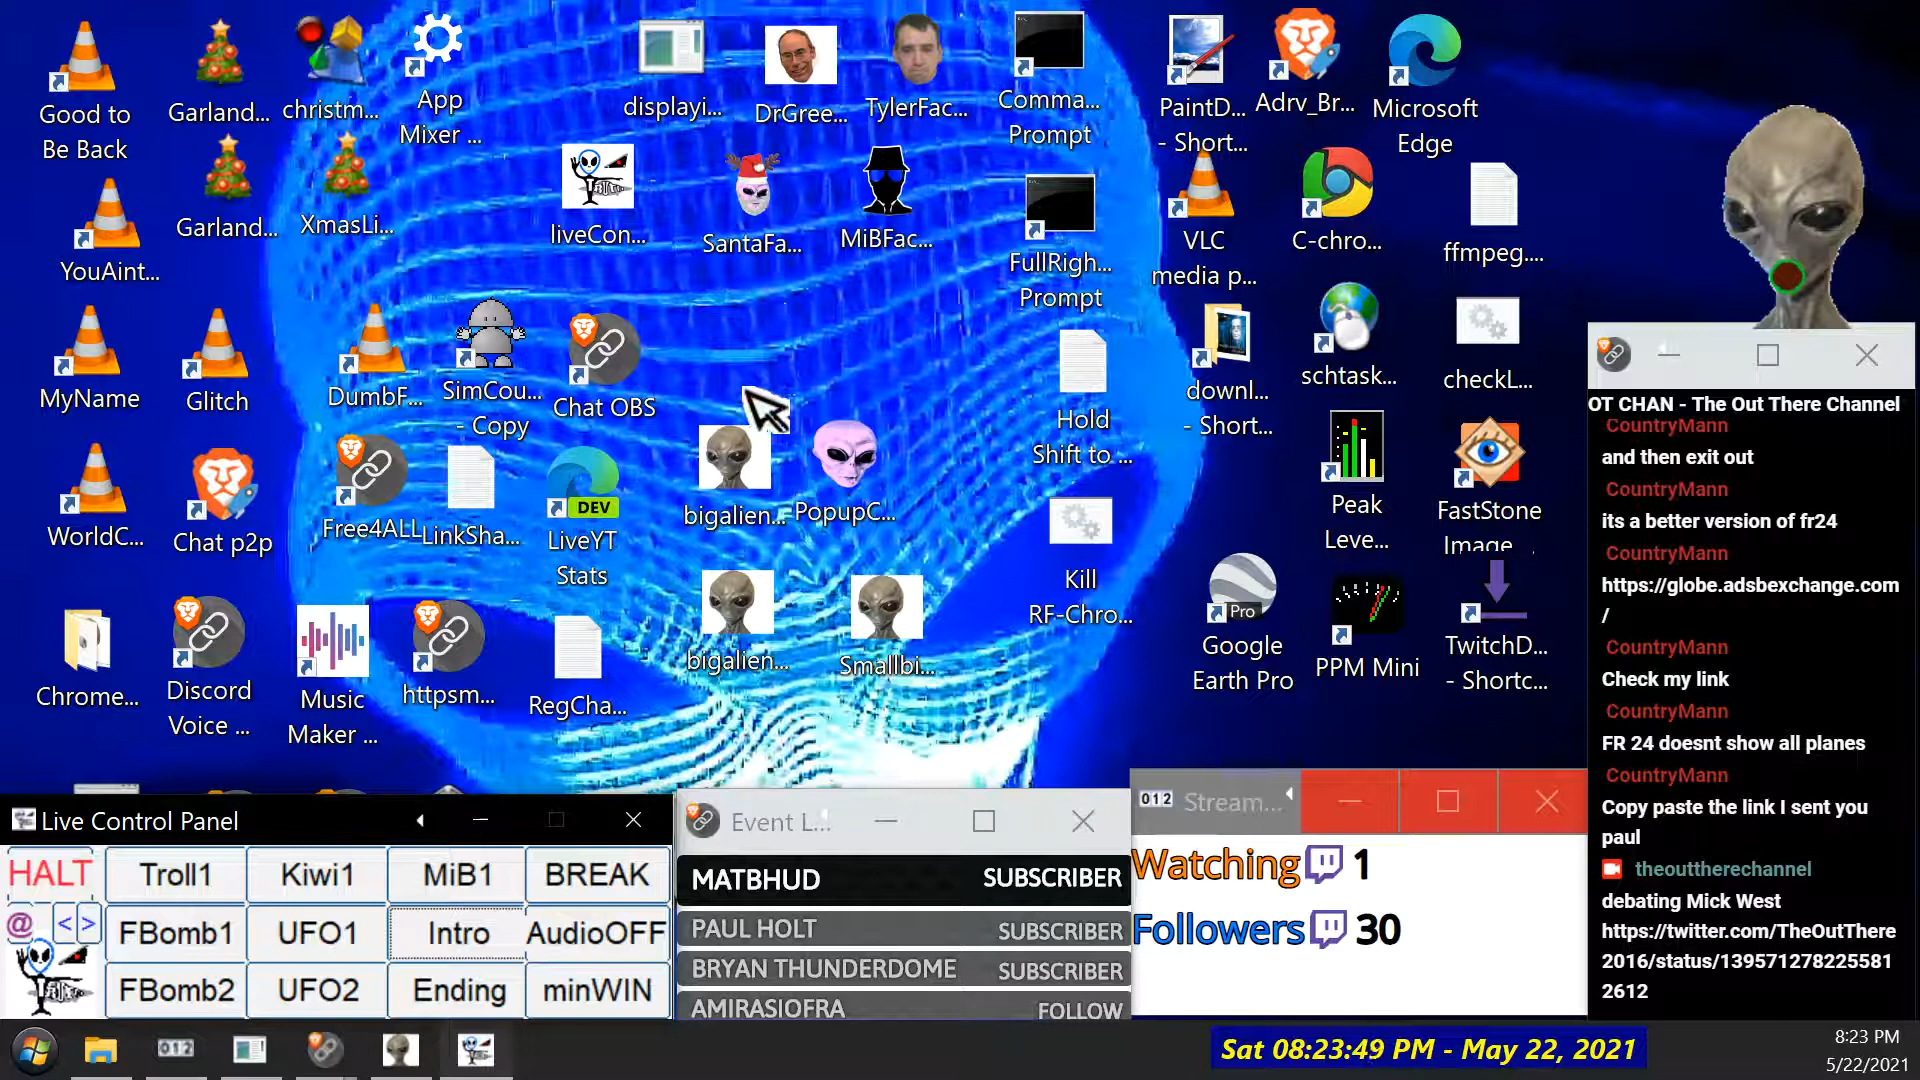 Good to
Be Back
Garland...
christm...
App
Mixer ...
displayi...
DrGree...
TylerFac...
Comma...
Prompt
PaintD...
- Short...
Adrv_Br...
Microsoft
Edge
YouAint...
Garland...
XmasLi...
liveCon...
SantaFa...
MiBFac...
FullRigh...
Prompt
VLC
media p...
C-chro...
ffmpeg....
MyName
Glitch
DumbF...
SimCou...
- Copy
Chat OBS
Hold
Shift to ...
downl...
- Short...
schtask...
checkL...
WorldC...
Chat p2p
Free4ALL
LinkSha...
DEV
LiveYT
Stats
bigalien...
PopupC...
Kill
RF-Chro...
Peak
Leve...
FastStone
Image
Chrome...
Discord
Voice ...
Music
Maker ...
httpsm...
RegCha...
bigalien...
Smallbi...
Pro
Google
Earth Pro
PPM Mini
TwitchD...
- Shortc...
OT CHAN - The Out There Channel
CountryMann
and then exit out
CountryMann
its a better version of fr24
CountryMann
https://globe.adsbexchange.com
/
CountryMann
Check my link
CountryMann
FR 24 doesnt show all planes
CountryMann
Copy paste the link I sent you
paul
theouttherechannel
debating Mick West
https://twitter.com/TheOutThere
2016/status/139571278225581
2612
Live Control Panel
HALT
Troll1
Kiwi1
MiB1
BREAK
@
< >
FBomb1
UFO1
Intro
AudioOFF
FBomb2
UFO2
Ending
minWIN
Event L...
MATBHUD SUBSCRIBER
PAUL HOLT SUBSCRIBER
BRYAN THUNDERDOME SUBSCRIBER
AMIRASIOFRA FOLLOW
012 Stream...
Watching 1
Followers 30
012
Sat 08:23:49 PM - May 22, 2021
8:23 PM
5/22/2021